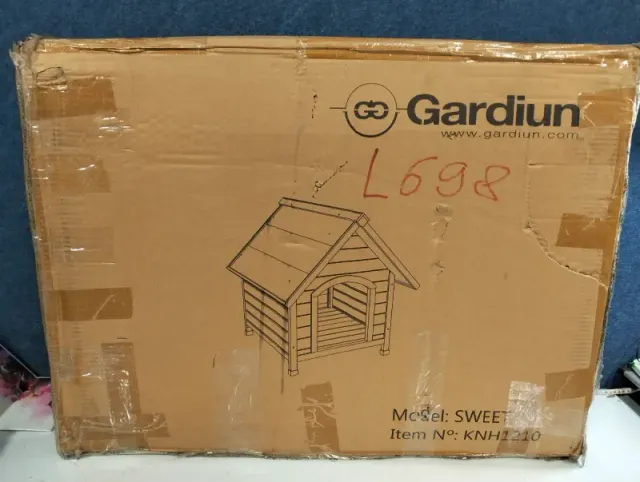 Gardiun
www.gardiun.com
L698
Model: SWEET
Item Nº: KNH1210